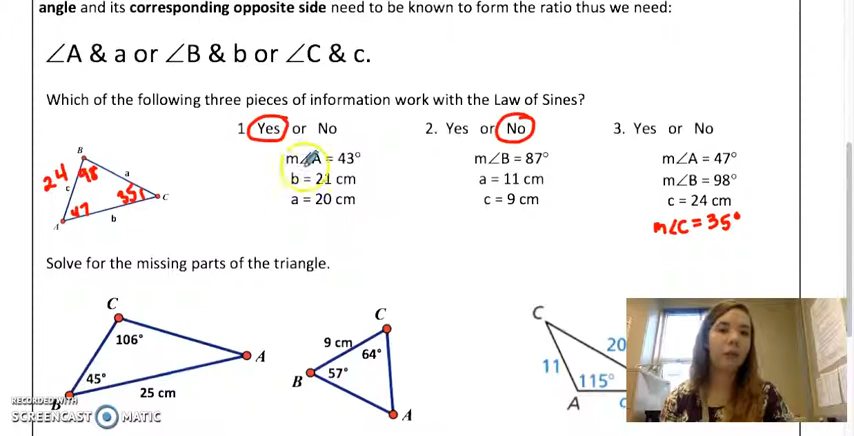 angle and its corresponding opposite side need to be known to form the ratio thus we need:
∠A & a or ∠B & b or ∠C & c.
Which of the following three pieces of information work with the Law of Sines?
1. Yes or No
2. Yes or No
3. Yes or No
m∠A = 43°
b = 21 cm
a = 20 cm
m∠B = 87°
a = 11 cm
c = 9 cm
m∠A = 47°
m∠B = 98°
c = 24 cm
m∠C = 35°
B
24
98
a
c
35
C
47
A
b
Solve for the missing parts of the triangle.
C
106°
A
45°
25 cm
B
C
9 cm
64°
57°
B
A
C
20
11
115°
A
RECORDED WITH
SCREENCAST MATIC